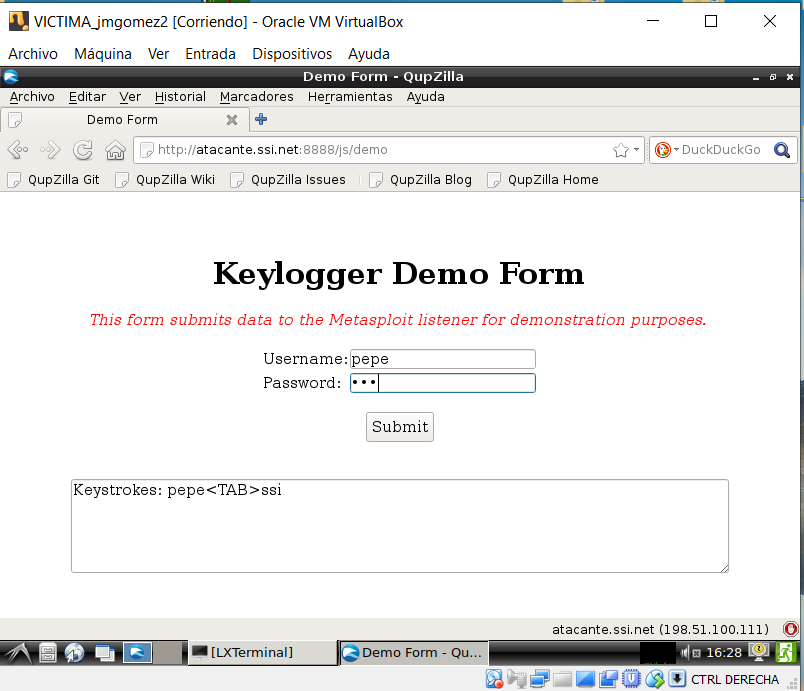 VICTIMA_jmgomez2 [Corriendo] - Oracle VM VirtualBox
Archivo Máquina Ver Entrada Dispositivos Ayuda
Demo Form - QupZilla
Archivo Editar Ver Historial Marcadores Herramientas Ayuda
Demo Form
http://atacante.ssi.net:8888/js/demo DuckDuckGo
QupZilla Git QupZilla Wiki QupZilla Issues QupZilla Blog QupZilla Home
Keylogger Demo Form
This form submits data to the Metasploit listener for demonstration purposes.
Username: pepe
Password: •••
Submit
Keystrokes: pepe<TAB>ssi
atacante.ssi.net (198.51.100.111)
[LXTerminal] Demo Form - Qu... 16:28
CTRL DERECHA